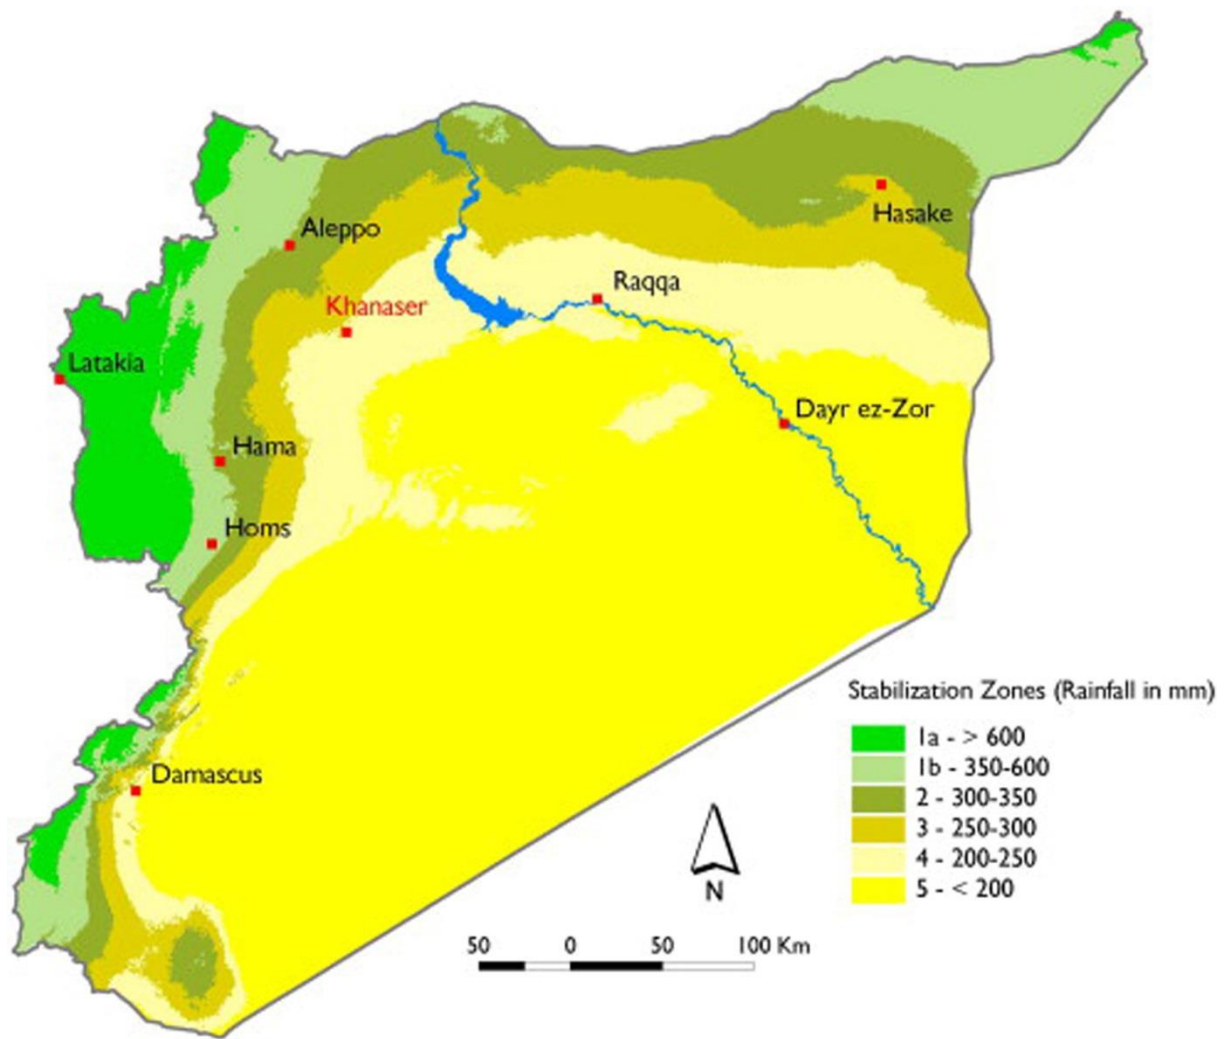 Hasake
Aleppo
Raqqa
Khanaser
Latakia
Dayr ez-Zor
Hama
Homs
Damascus
Stabilization Zones (Rainfall in mm)
1a - > 600
1b - 350-600
2 - 300-350
3 - 250-300
4 - 200-250
5 - < 200
N
50 0 50 100 Km